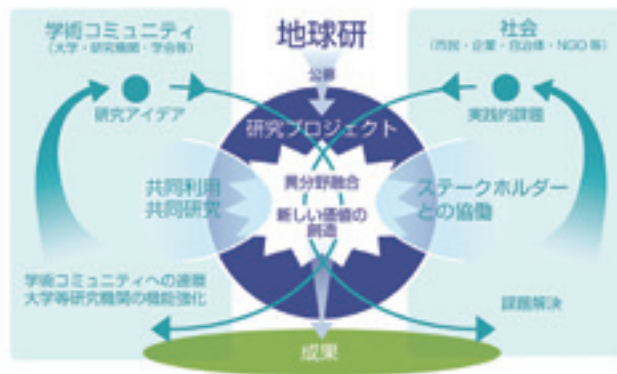 学術コミュニティ
(大学・研究機関・学会等)
研究アイデア
共同利用
共同研究
学術コミュニティへの連携
大学等研究機関の機能強化
地球研
公募
研究プロジェクト
異分野融合
新しい価値の
創造
成果
社会
(市民・企業・自治体・NGO 等)
実践的課題
ステークホルダー
との協働
課題解決